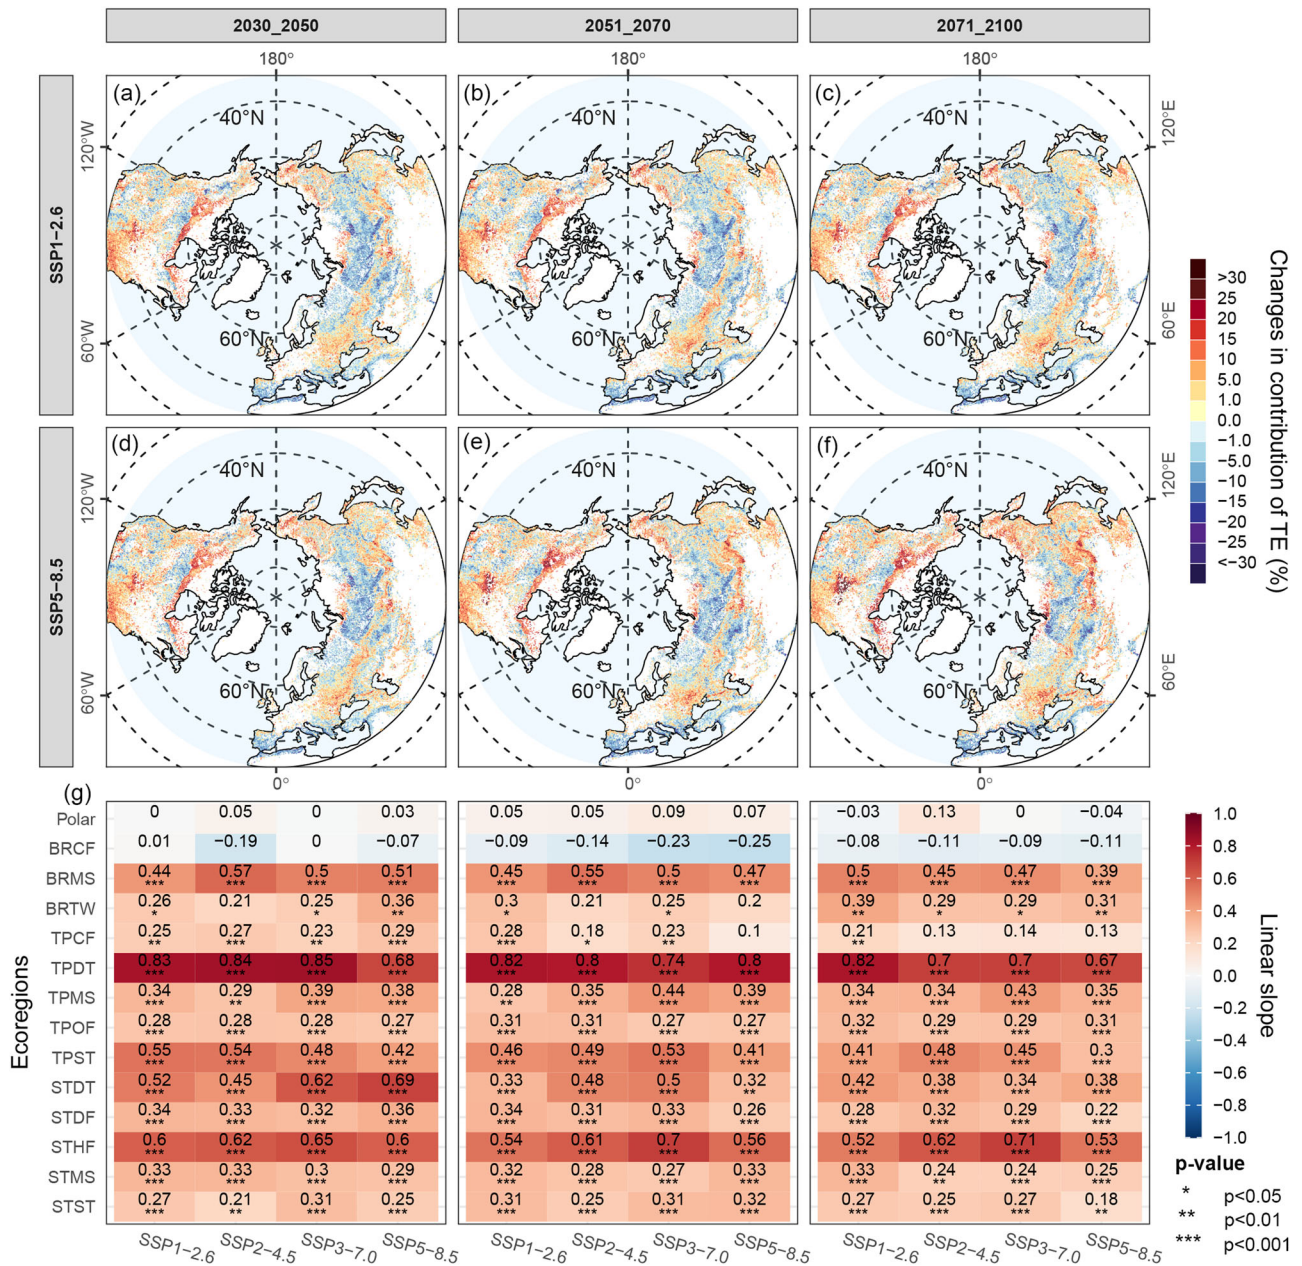 2030_2050 2051_2070 2071_2100
180° 180° 180°
SSP1−2.6
(a) (b) (c)
120°W 120°E
40°N 40°N 40°N
60°N 60°N 60°N
60°W 60°E
SSP5−8.5
(d) (e) (f)
120°W 120°E
40°N 40°N 40°N
60°N 60°N 60°N
60°W 60°E
0° 0° 0°
Changes in contribution of TE (%)
>30
25
20
15
10
5.0
1.0
0.0
−1.0
−5.0
−10
−15
−20
−25
<−30
(g)
Ecoregions
Polar 0 0.05 0 0.03 0.05 0.05 0.09 0.07 −0.03 0.13 0 −0.04
BRCF 0.01 −0.19 0 −0.07 −0.09 −0.14 −0.23 −0.25 −0.08 −0.11 −0.09 −0.11
BRMS 0.44 0.57 0.5 0.51 0.45 0.55 0.5 0.47 0.5 0.45 0.47 0.39
*** *** *** *** *** *** *** *** *** *** *** ***
BRTW 0.26 0.21 0.25 0.36 0.3 0.21 0.25 0.2 0.39 0.29 0.29 0.31
* * ** * * ** * * **
TPCF 0.25 0.27 0.23 0.29 0.28 0.18 0.23 0.1 0.21 0.13 0.14 0.13
** *** ** *** *** * ** **
TPDT 0.83 0.84 0.85 0.68 0.82 0.8 0.74 0.8 0.82 0.7 0.7 0.67
*** *** *** *** *** *** *** *** *** *** *** ***
TPMS 0.34 0.29 0.39 0.38 0.28 0.35 0.44 0.39 0.34 0.34 0.43 0.35
*** ** *** *** ** *** *** *** *** *** *** ***
TPOF 0.28 0.28 0.28 0.27 0.31 0.31 0.27 0.27 0.32 0.29 0.29 0.31
*** *** *** *** *** *** *** *** *** *** *** ***
TPST 0.55 0.54 0.48 0.42 0.46 0.49 0.53 0.41 0.41 0.48 0.45 0.3
*** *** *** *** *** *** *** *** *** *** *** ***
STDT 0.52 0.45 0.62 0.69 0.33 0.48 0.5 0.32 0.42 0.38 0.34 0.38
*** *** *** *** *** *** *** ** *** *** *** ***
STDF 0.34 0.33 0.32 0.36 0.34 0.31 0.33 0.26 0.28 0.32 0.29 0.22
*** *** *** *** *** *** *** *** *** *** *** ***
STHF 0.6 0.62 0.65 0.6 0.54 0.61 0.7 0.56 0.52 0.62 0.71 0.53
*** *** *** *** *** *** *** *** *** *** *** ***
STMS 0.33 0.33 0.3 0.29 0.32 0.28 0.27 0.33 0.33 0.24 0.24 0.25
*** *** *** *** *** *** *** *** *** ** *** ***
STST 0.27 0.21 0.31 0.25 0.31 0.25 0.31 0.32 0.27 0.25 0.27 0.18
*** ** *** *** *** *** *** *** *** *** *** **
SSP1−2.6 SSP2−4.5 SSP3−7.0 SSP5−8.5 SSP1−2.6 SSP2−4.5 SSP3−7.0 SSP5−8.5 SSP1−2.6 SSP2−4.5 SSP3−7.0 SSP5−8.5
Linear slope
1.0
0.8
0.6
0.4
0.2
0.0
−0.2
−0.4
−0.6
−0.8
−1.0
p-value
* p<0.05
** p<0.01
*** p<0.001